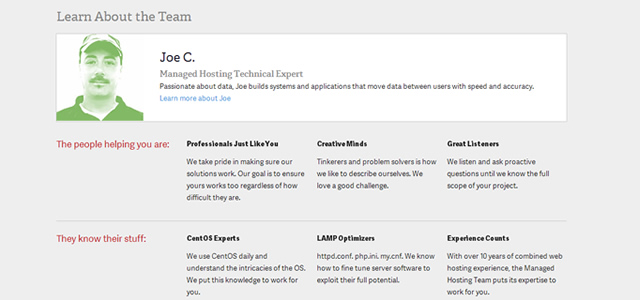 Learn About the Team
Joe C.
Managed Hosting Technical Expert
Passionate about data, Joe builds systems and applications that move data between users with speed and accuracy.
Learn more about Joe
The people helping you are:
Professionals Just Like You
We take pride in making sure our
solutions work. Our goal is to ensure
yours works too regardless of how
difficult they are.
Creative Minds
Tinkerers and problem solvers is how
we like to describe ourselves. We
love a good challenge.
Great Listeners
We listen and ask proactive
questions until we know the full
scope of your project.
They know their stuff:
CentOS Experts
We use CentOS daily and
understand the intricacies of the OS.
We put this knowledge to work for
you.
LAMP Optimizers
httpd.conf. php.ini. my.cnf. We know
how to fine tune server software to
exploit their full potential.
Experience Counts
With over 10 years of combined web
hosting experience, the Managed
Hosting Team puts its expertise to
work for you.